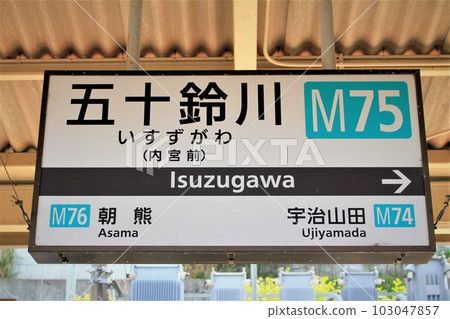 五十鈴川 M75
いすずがわ
(内宮前)
Isuzugawa →
M76 朝熊 宇治山田 M74
Asama Ujiyamada
PIXTA
103047857